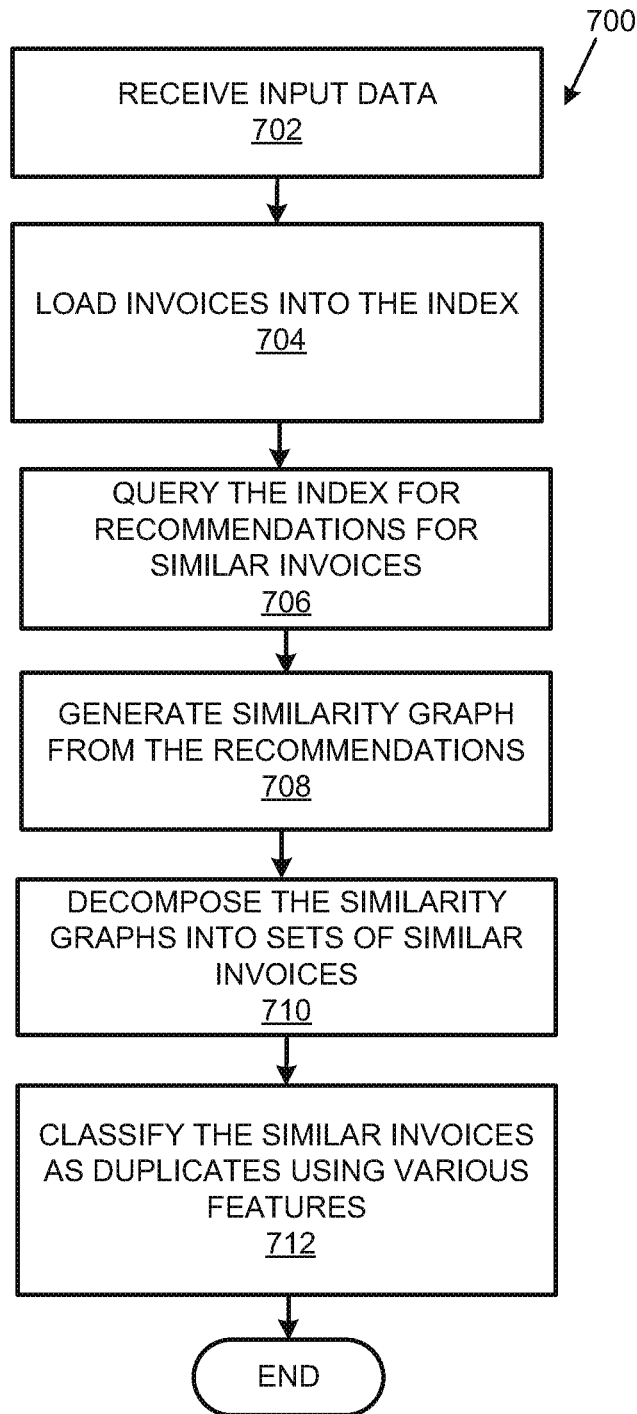 700
RECEIVE INPUT DATA
702
LOAD INVOICES INTO THE INDEX
704
QUERY THE INDEX FOR
RECOMMENDATIONS FOR
SIMILAR INVOICES
706
GENERATE SIMILARITY GRAPH
FROM THE RECOMMENDATIONS
708
DECOMPOSE THE SIMILARITY
GRAPHS INTO SETS OF SIMILAR
INVOICES
710
CLASSIFY THE SIMILAR INVOICES
AS DUPLICATES USING VARIOUS
FEATURES
712
END